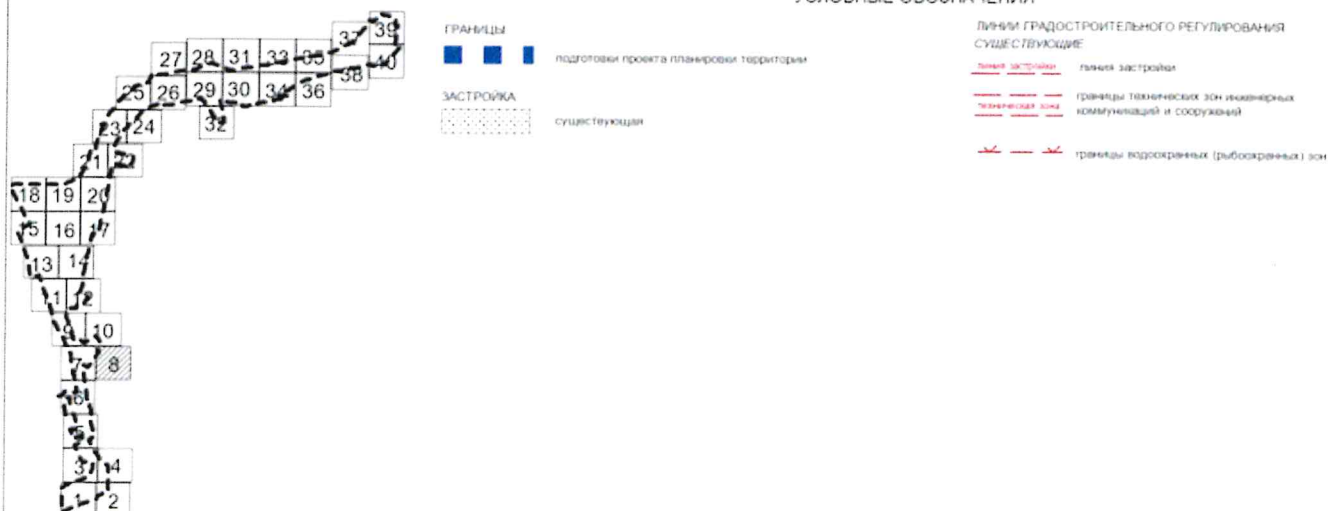 УСЛОВНЫЕ ОБОЗНАЧЕНИЯ
ГРАНИЦЫ
подготовки проекта планировки территории
ЗАСТРОЙКА
существующая
ЛИНИИ ГРАДОСТРОИТЕЛЬНОГО РЕГУЛИРОВАНИЯ
СУЩЕСТВУЮЩИЕ
линия застройки линия застройки
границы технических зон инженерных
техническая зона коммуникаций и сооружений
границы водоохранных (рыбоохранных) зон
39
37
27 28 31 33 35 40
38
25 26 29 30 34 36
23 24 32
21 22
18 19 20
15 16 17
13 14
11 12
9 10
7 8
6
5
3 4
1 2